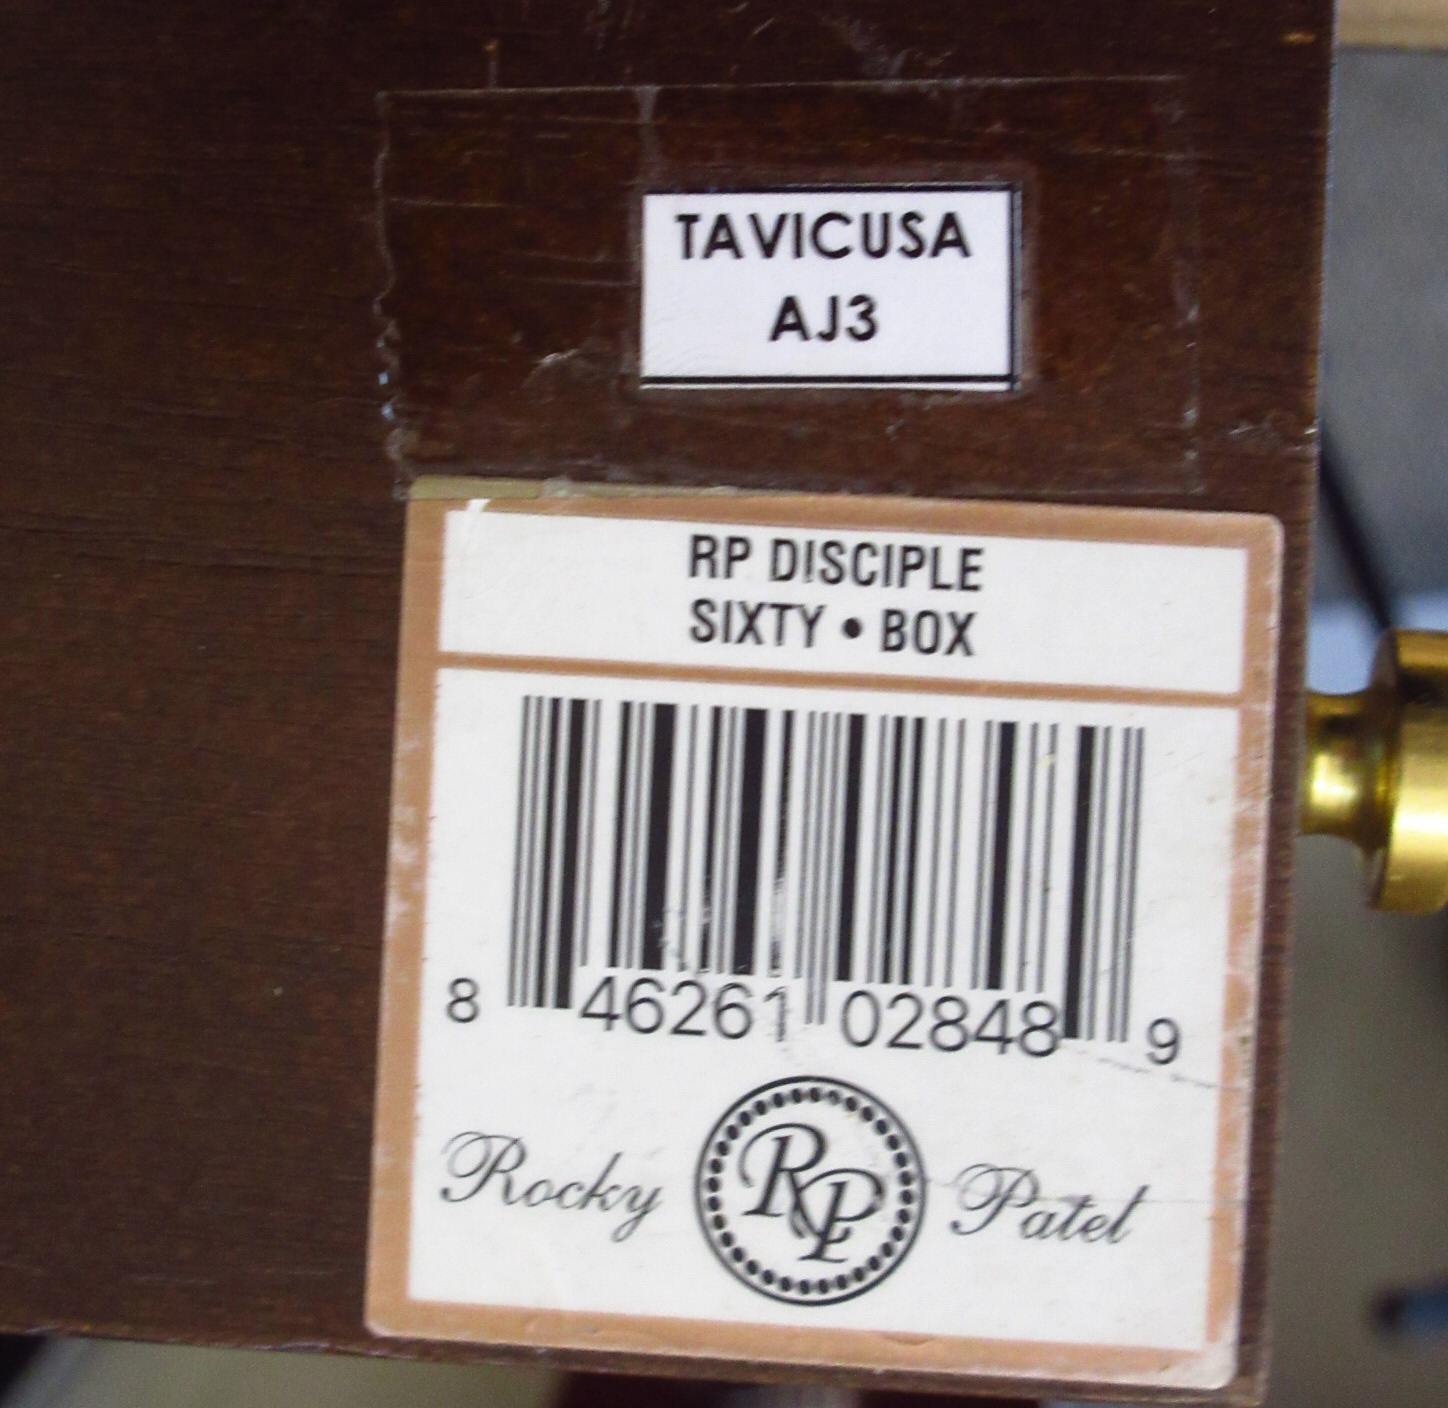 TAVICUSA
AJ3
RP DISCIPLE
SIXTY • BOX
8 46261 02848 9
Rocky RP Patel